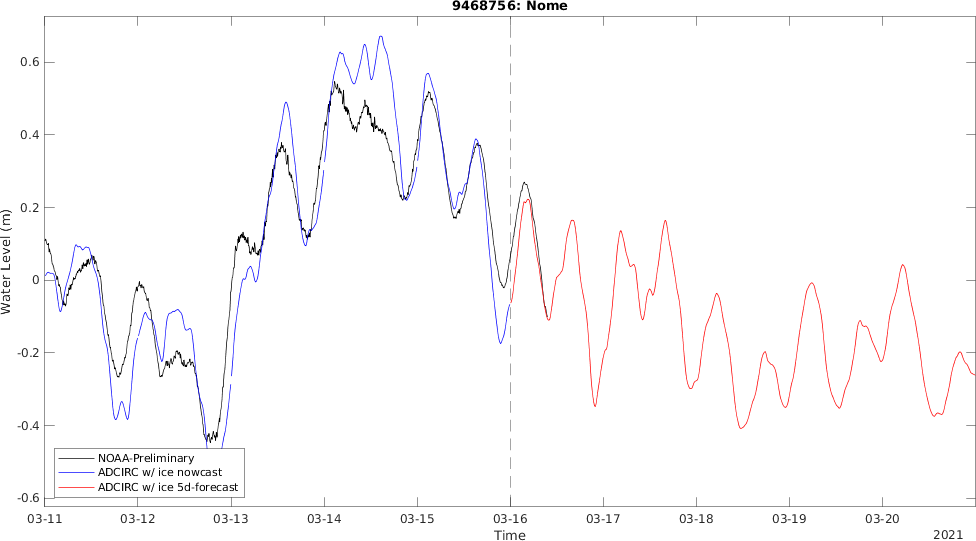 9468756: Nome
Water Level (m)
0.6
0.4
0.2
0
-0.2
-0.4
-0.6
NOAA-Preliminary
ADCIRC w/ ice nowcast
ADCIRC w/ ice 5d-forecast
03-11 03-12 03-13 03-14 03-15 03-16 03-17 03-18 03-19 03-20
Time
2021